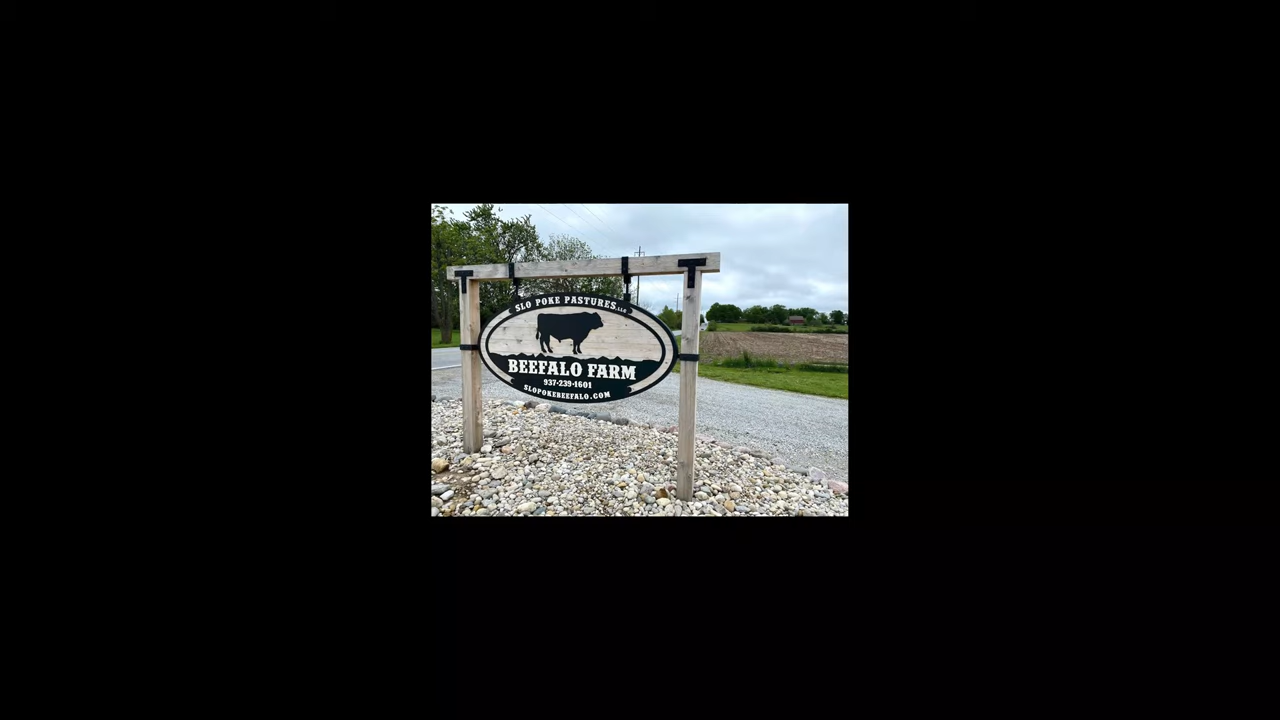 SLO POKE PASTURES, LLC
BEEFALO FARM
937-239-1601
SLOPOKEBEEFALO.COM